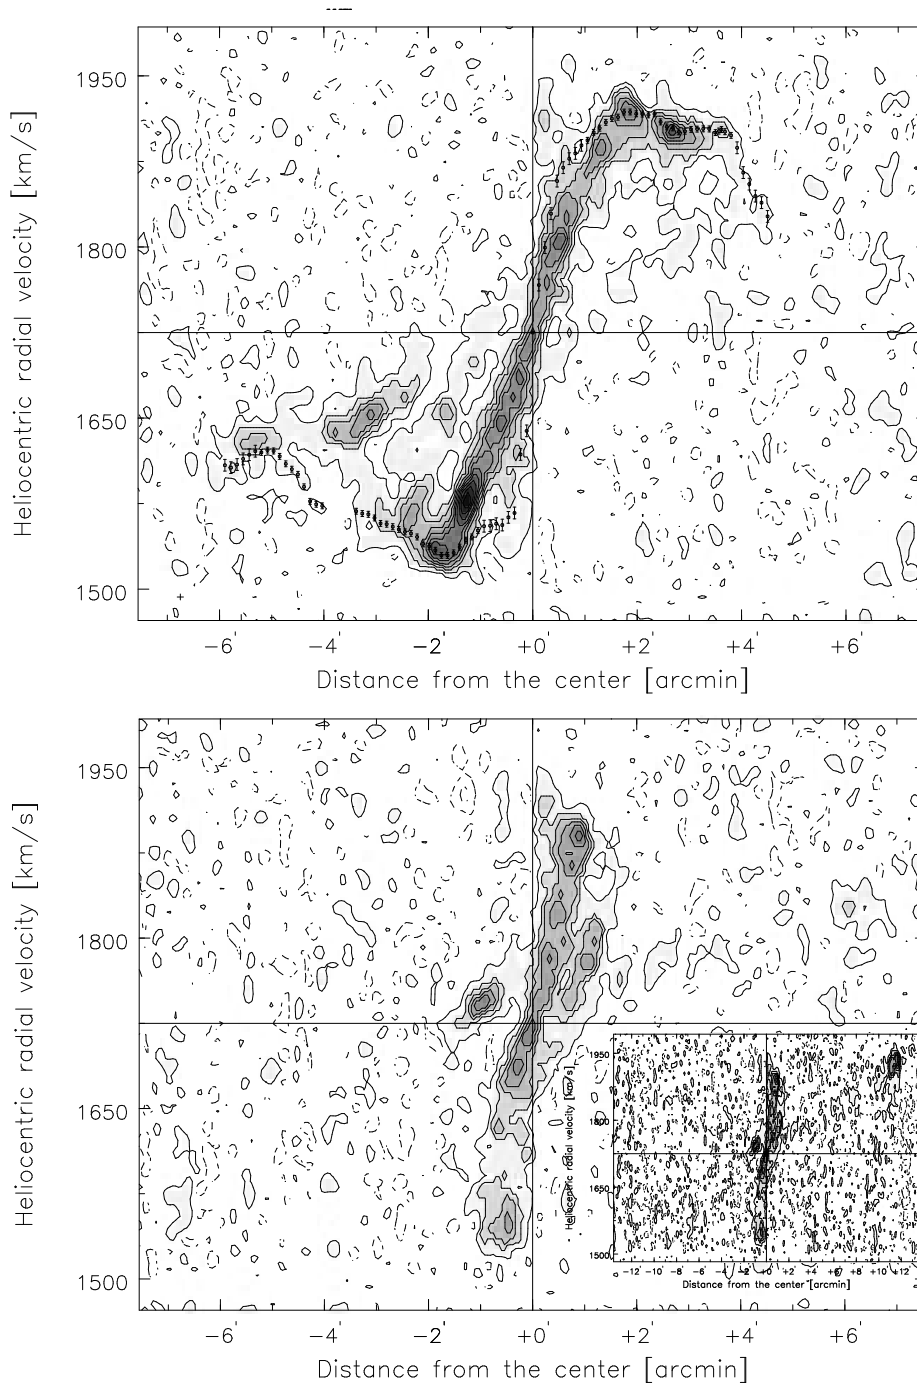 Heliocentric radial velocity [km/s]
1950
1800
1650
1500
−6′ −4′ −2′ +0′ +2′ +4′ +6′
Distance from the center [arcmin]
Heliocentric radial velocity [km/s]
1950
1800
1650
1500
−6′ −4′ −2′ +0′ +2′ +4′ +6′
Distance from the center [arcmin]
Heliocentric radial velocity [km/s]
1950
1800
1650
1500
−12′ −10′ −8′ −6′ −4′ −2′ +0′ +2′ +4′ +6′ +8′ +10′ +12′
Distance from the center [arcmin]